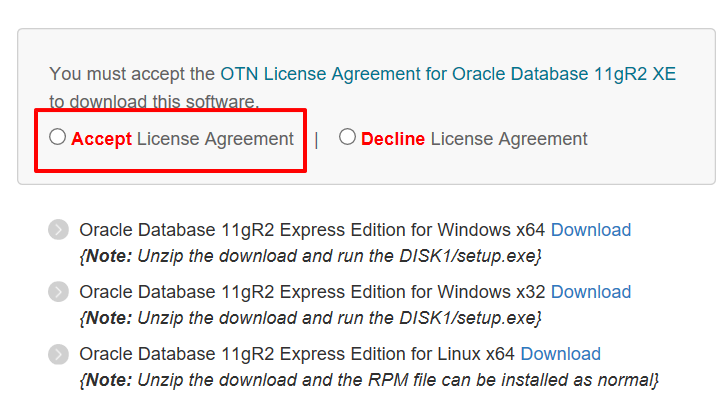 You must accept the OTN License Agreement for Oracle Database 11gR2 XE
to download this software.
Accept License Agreement | Decline License Agreement
Oracle Database 11gR2 Express Edition for Windows x64 Download
{Note: Unzip the download and run the DISK1/setup.exe}
Oracle Database 11gR2 Express Edition for Windows x32 Download
{Note: Unzip the download and run the DISK1/setup.exe}
Oracle Database 11gR2 Express Edition for Linux x64 Download
{Note: Unzip the download and the RPM file can be installed as normal}